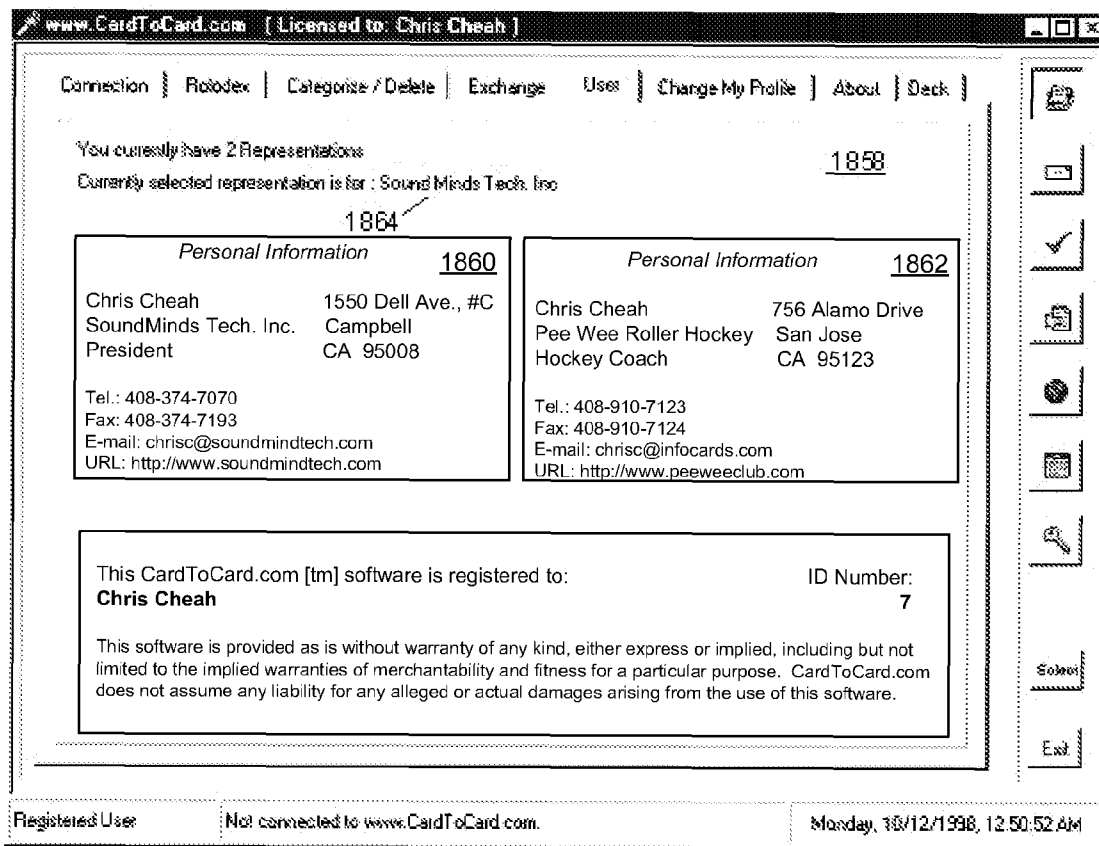 www.CardToCard.com [ Licensed to: Chris Cheah ]
Connection Rolodex Categorize / Delete Exchange User Change My Profile About Deck
You currently have 2 Representations
1858
Currently selected representation is for : Sound Minds Tech. Inc
1864
Personal Information 1860
Chris Cheah 1550 Dell Ave., #C
SoundMinds Tech. Inc. Campbell
President CA 95008
Tel.: 408-374-7070
Fax: 408-374-7193
E-mail: chrisc@soundmindtech.com
URL: http://www.soundmindtech.com
Personal Information 1862
Chris Cheah 756 Alamo Drive
Pee Wee Roller Hockey San Jose
Hockey Coach CA 95123
Tel.: 408-910-7123
Fax: 408-910-7124
E-mail: chrisc@infocards.com
URL: http://www.peeweeclub.com
This CardToCard.com [tm] software is registered to: ID Number:
Chris Cheah 7
This software is provided as is without warranty of any kind, either express or implied, including but not
limited to the implied warranties of merchantability and fitness for a particular purpose. CardToCard.com
does not assume any liability for any alleged or actual damages arising from the use of this software.
Select
Exit
Registered User Not connected to www.CardToCard.com. Monday, 10/12/1998, 12:50:52 AM